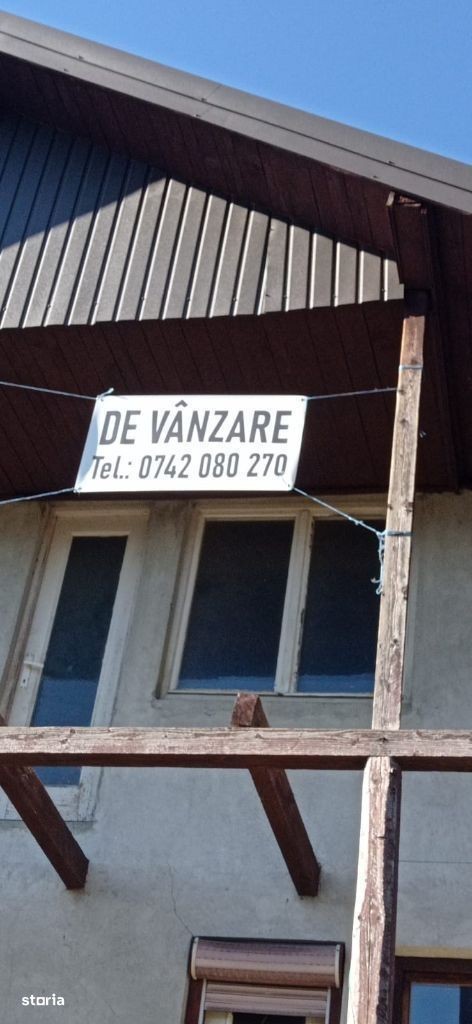 DE VÂNZARE
Tel.: 0742 080 270
storia